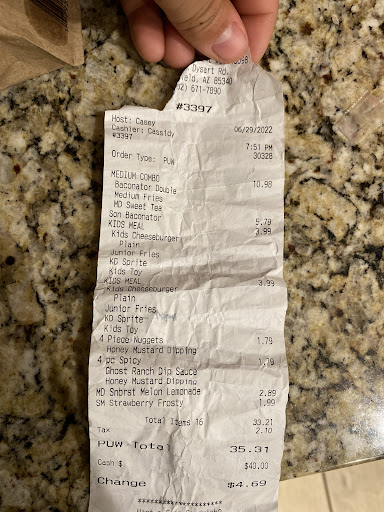 Dysert Rd.
AZ 85340
671-7890
#3397
Host: Casey
Cashier: Cassidy 06/29/2022
#3397
7:51 PM
Order Type: PUW 30328
MEDIUM COMBO
Baconator Double 10.98
Medium Fries
MD Sweet Tea
Son Baconator 5.79
KIDS MEAL 3.99
Kids Cheeseburger
Plain
Junior Fries
KD Sprite
Kids Toy
KIDS MEAL 3.99
Kids Cheeseburger
Plain
Junior Fries
KD Sprite
Kids Toy
4 Piece Nuggets 1.79
Honey Mustard Dipping
4 pc Spicy 1.79
Ghost Ranch Dip Sauce
Honey Mustard Dipping
MD Snbrst Melon Lemonade 2.89
SM Strawberry Frosty 1.99
Total Items 16 33.21
Tax 2.10
PUW Total 35.31
Cash $ $40.00
Change $4.69
********************